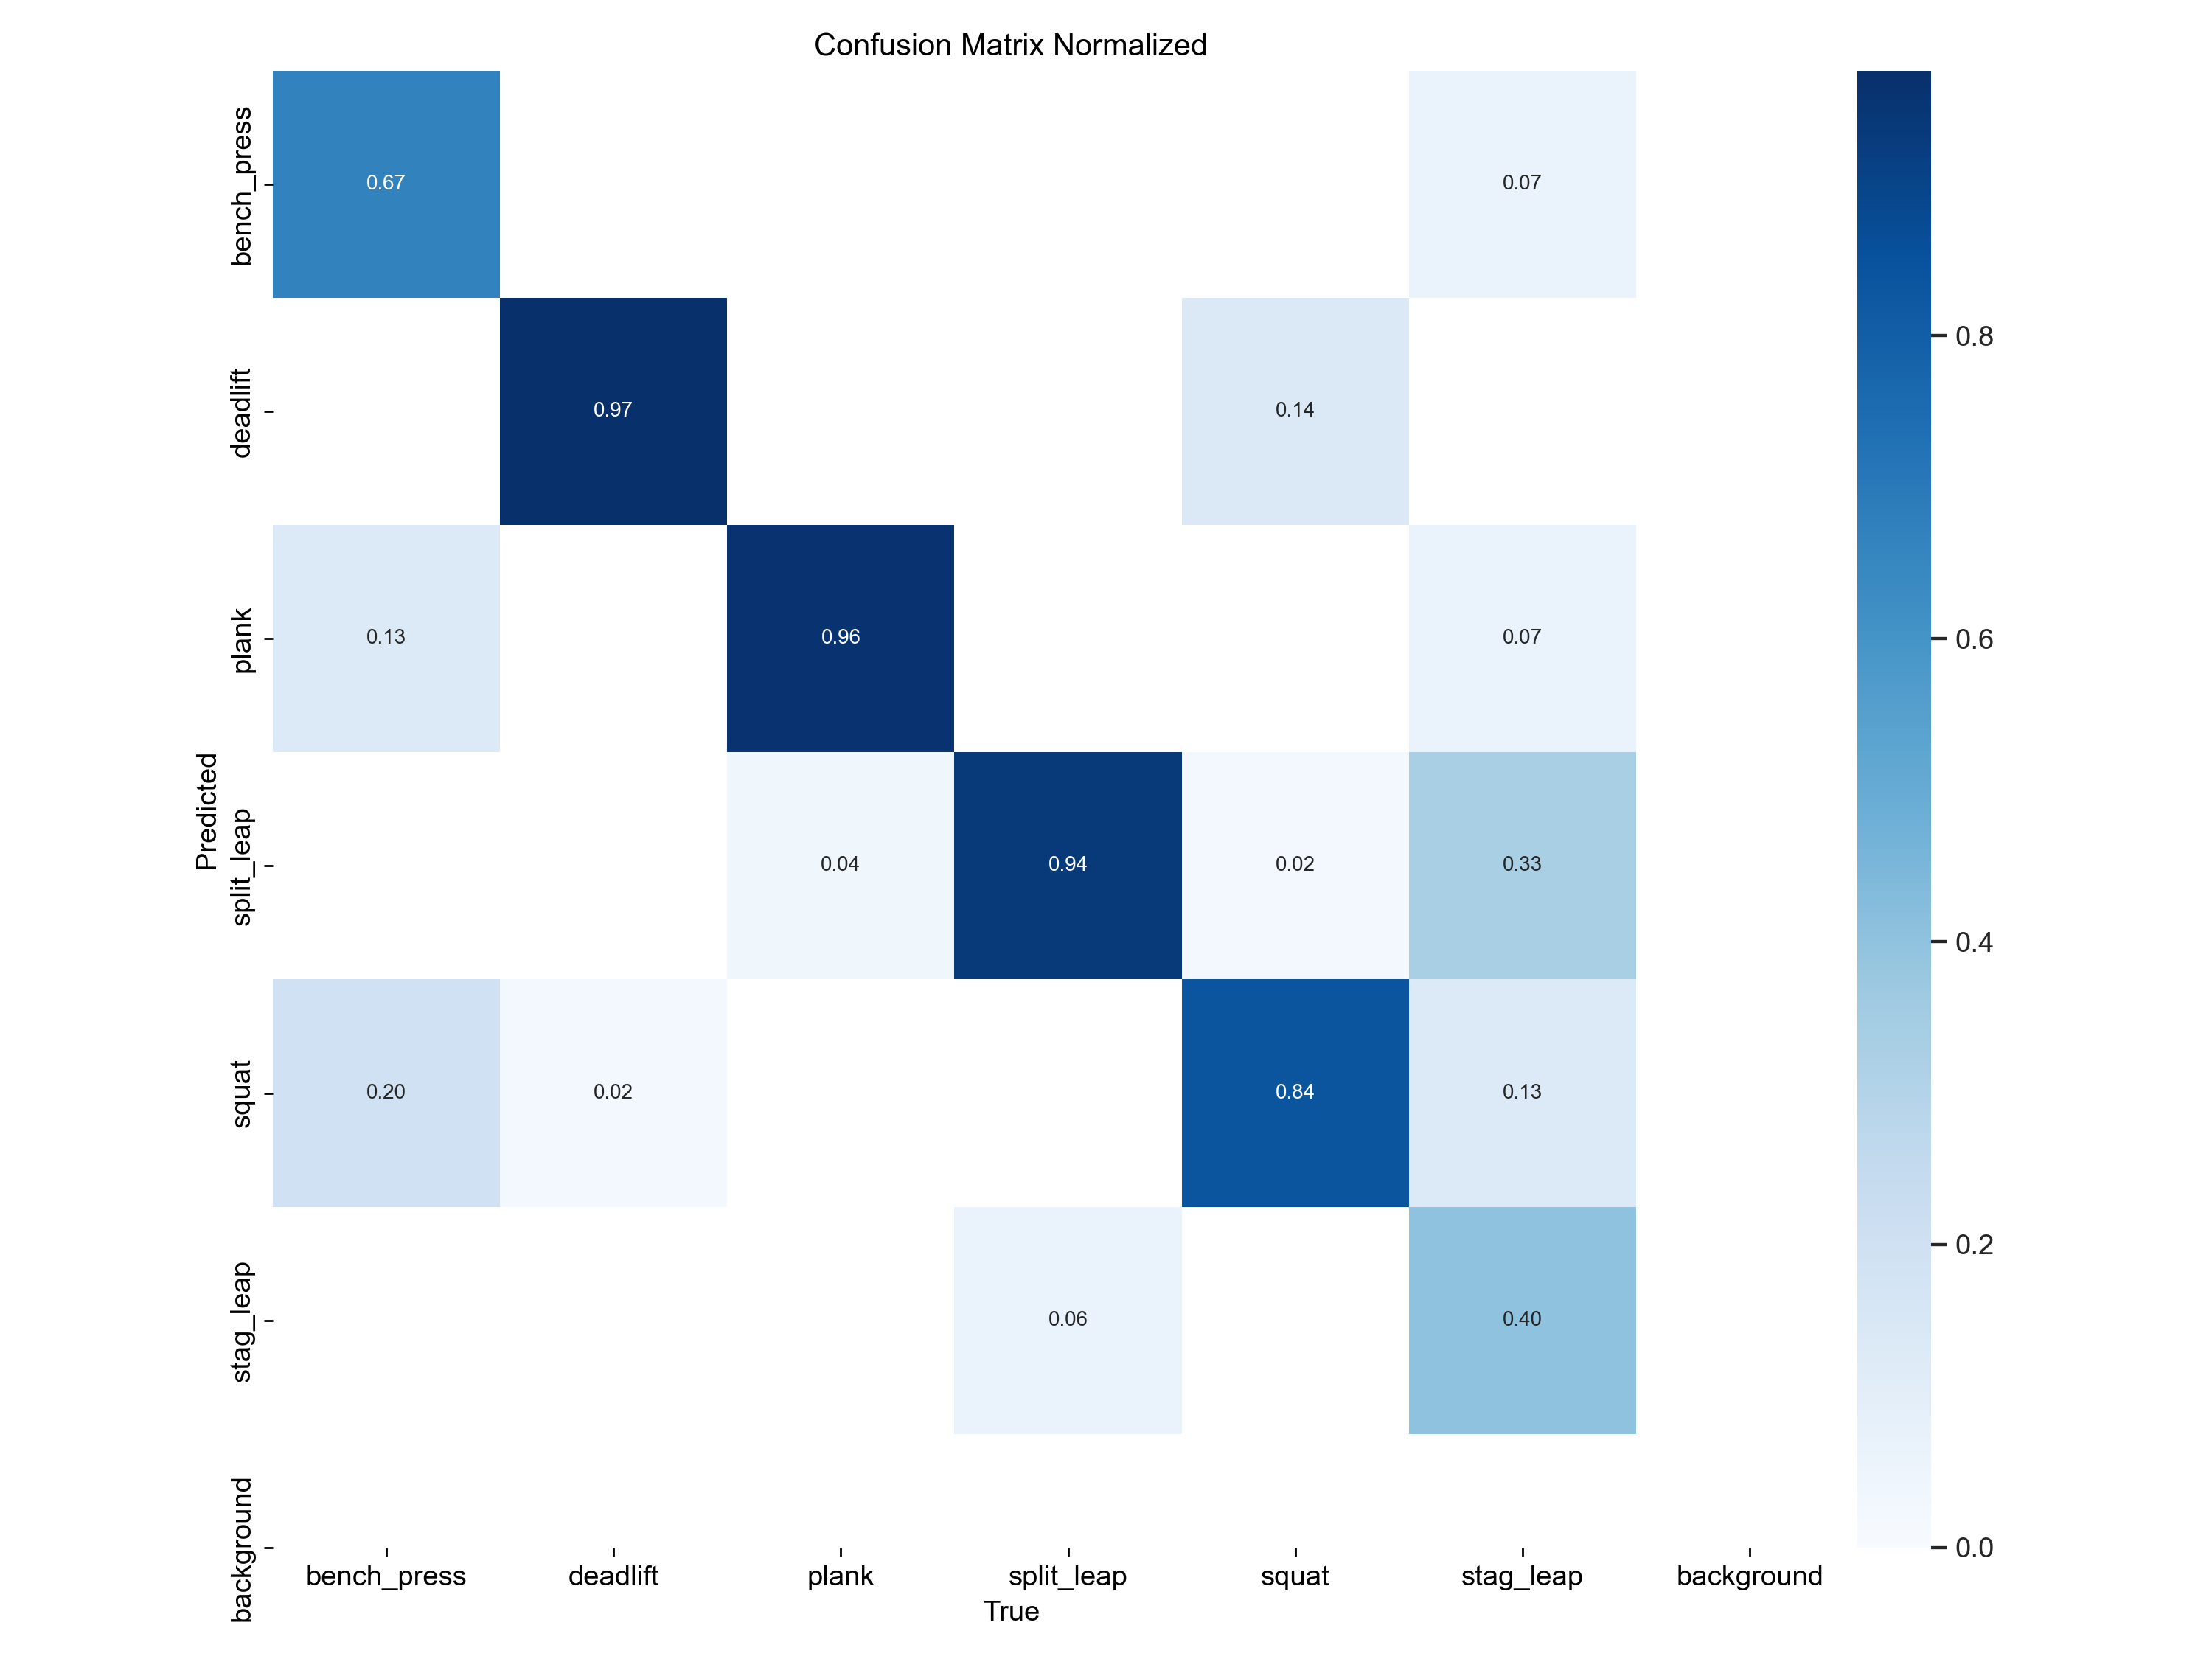 Confusion Matrix Normalized
bench_press
0.67
0.07
deadlift
0.97
0.14
0.8
plank
0.13
0.96
0.07
0.6
Predicted
split_leap
0.04
0.94
0.02
0.33
0.4
squat
0.20
0.02
0.84
0.13
0.2
stag_leap
0.06
0.40
background
0.0
bench_press deadlift plank split_leap squat stag_leap background
True